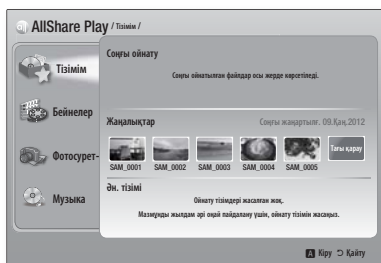 AllShare Play / Тізімім /
Тізімім
Бейнелер
Фотосурет-
Музыка
Соңғы ойнату
Соңғы ойнатылған файлдар осы жерде көрсетіледі.
Жаңалықтар
Соңғы жаңартылғ. 09.Қаң.2012
SAM_0001 SAM_0002 SAM_0003 SAM_0004 SAM_0005 Тағы қарау
Ән. тізімі
Ойнату тізімдері жасалған жоқ.
Мазмұнды жылдам әрі оңай пайдалану үшін, ойнату тізімін жасаңыз.
A Кіру Қайту